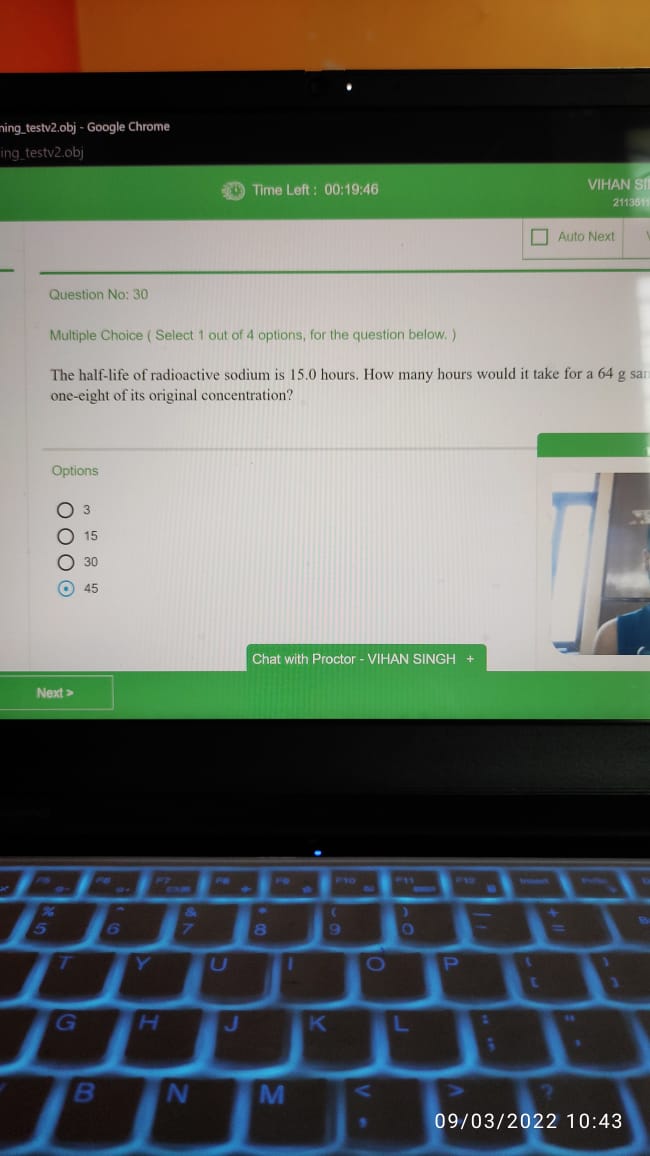 ning_testv2.obj - Google Chrome
ing_testv2.obj
Time Left : 00:19:46
VIHAN SI
2113511
Auto Next
Question No: 30
Multiple Choice ( Select 1 out of 4 options, for the question below. )
The half-life of radioactive sodium is 15.0 hours. How many hours would it take for a 64 g sam
one-eight of its original concentration?
Options
3
15
30
45
Chat with Proctor - VIHAN SINGH +
Next >
F5 F6 F7 F8 F9 F10 F11 F12 Insert
% ^ & * ( ) — +
5 6 7 8 9 0 - =
T Y U I O P { [ } ]
G H J K L : ; " '
B N M < , > ?
09/03/2022 10:43